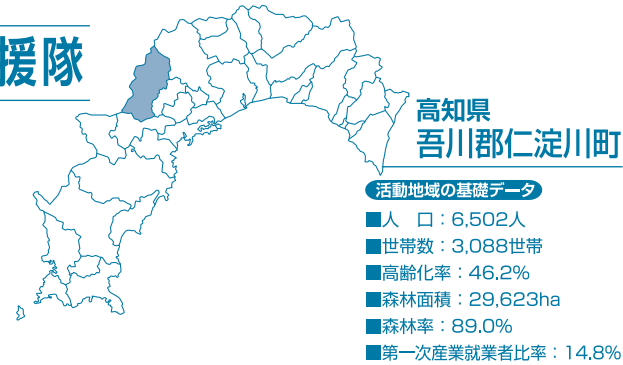 援隊
高知県
吾川郡仁淀川町
活動地域の基礎データ
■人　口：6,502人
■世帯数：3,088世帯
■高齢化率：46.2%
■森林面積：29,623ha
■森林率：89.0%
■第一次産業就業者比率：14.8%